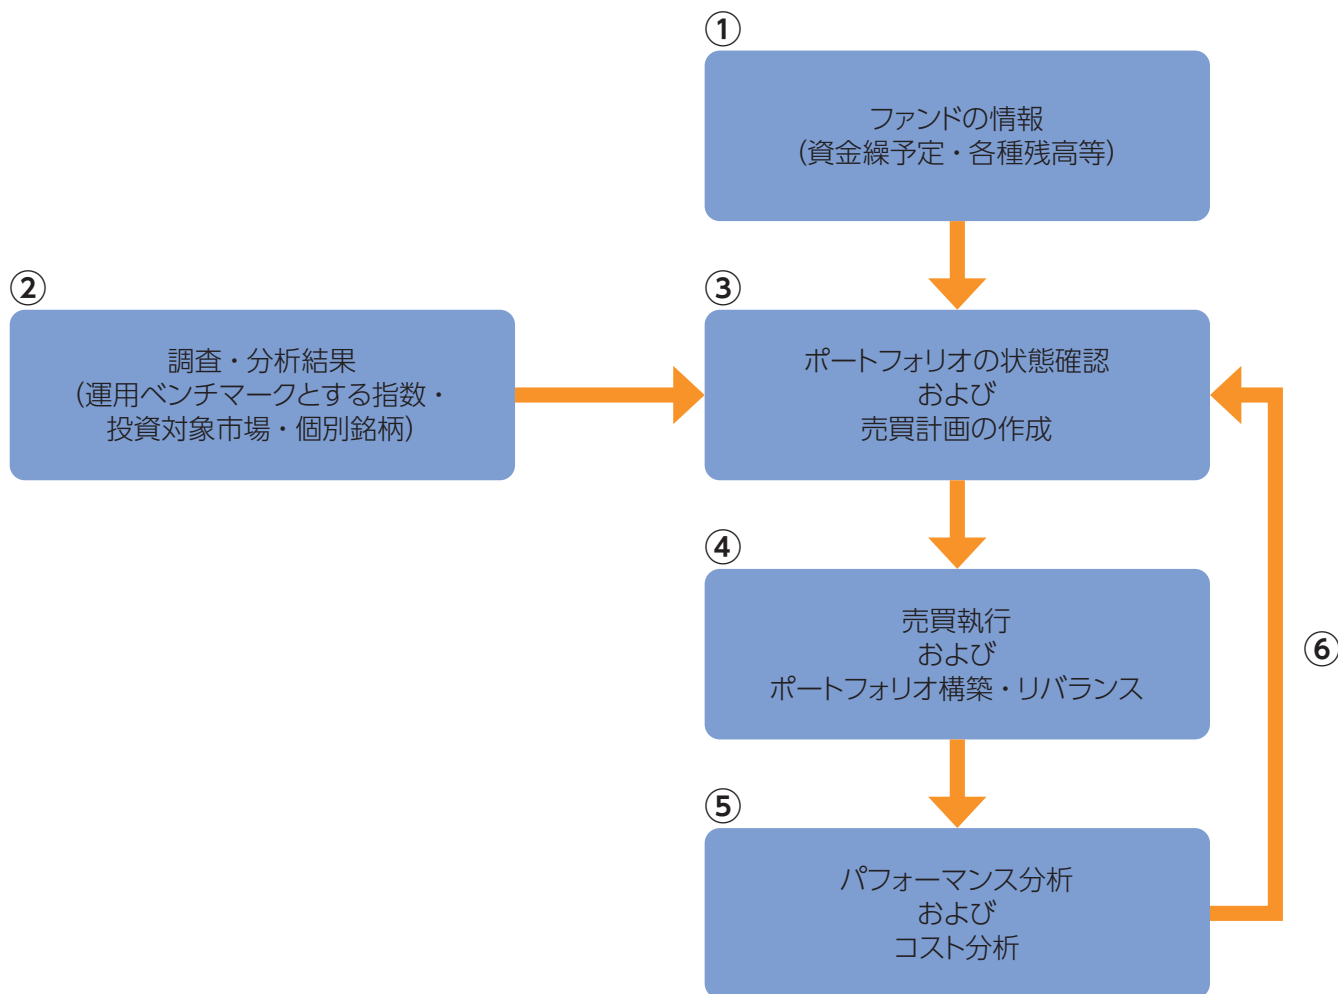 ①
ファンドの情報
(資金繰予定・各種残高等)
②
調査・分析結果
(運用ベンチマークとする指数・
投資対象市場・個別銘柄)
③
ポートフォリオの状態確認
および
売買計画の作成
④
売買執行
および
ポートフォリオ構築・リバランス
⑤
パフォーマンス分析
および
コスト分析
⑥